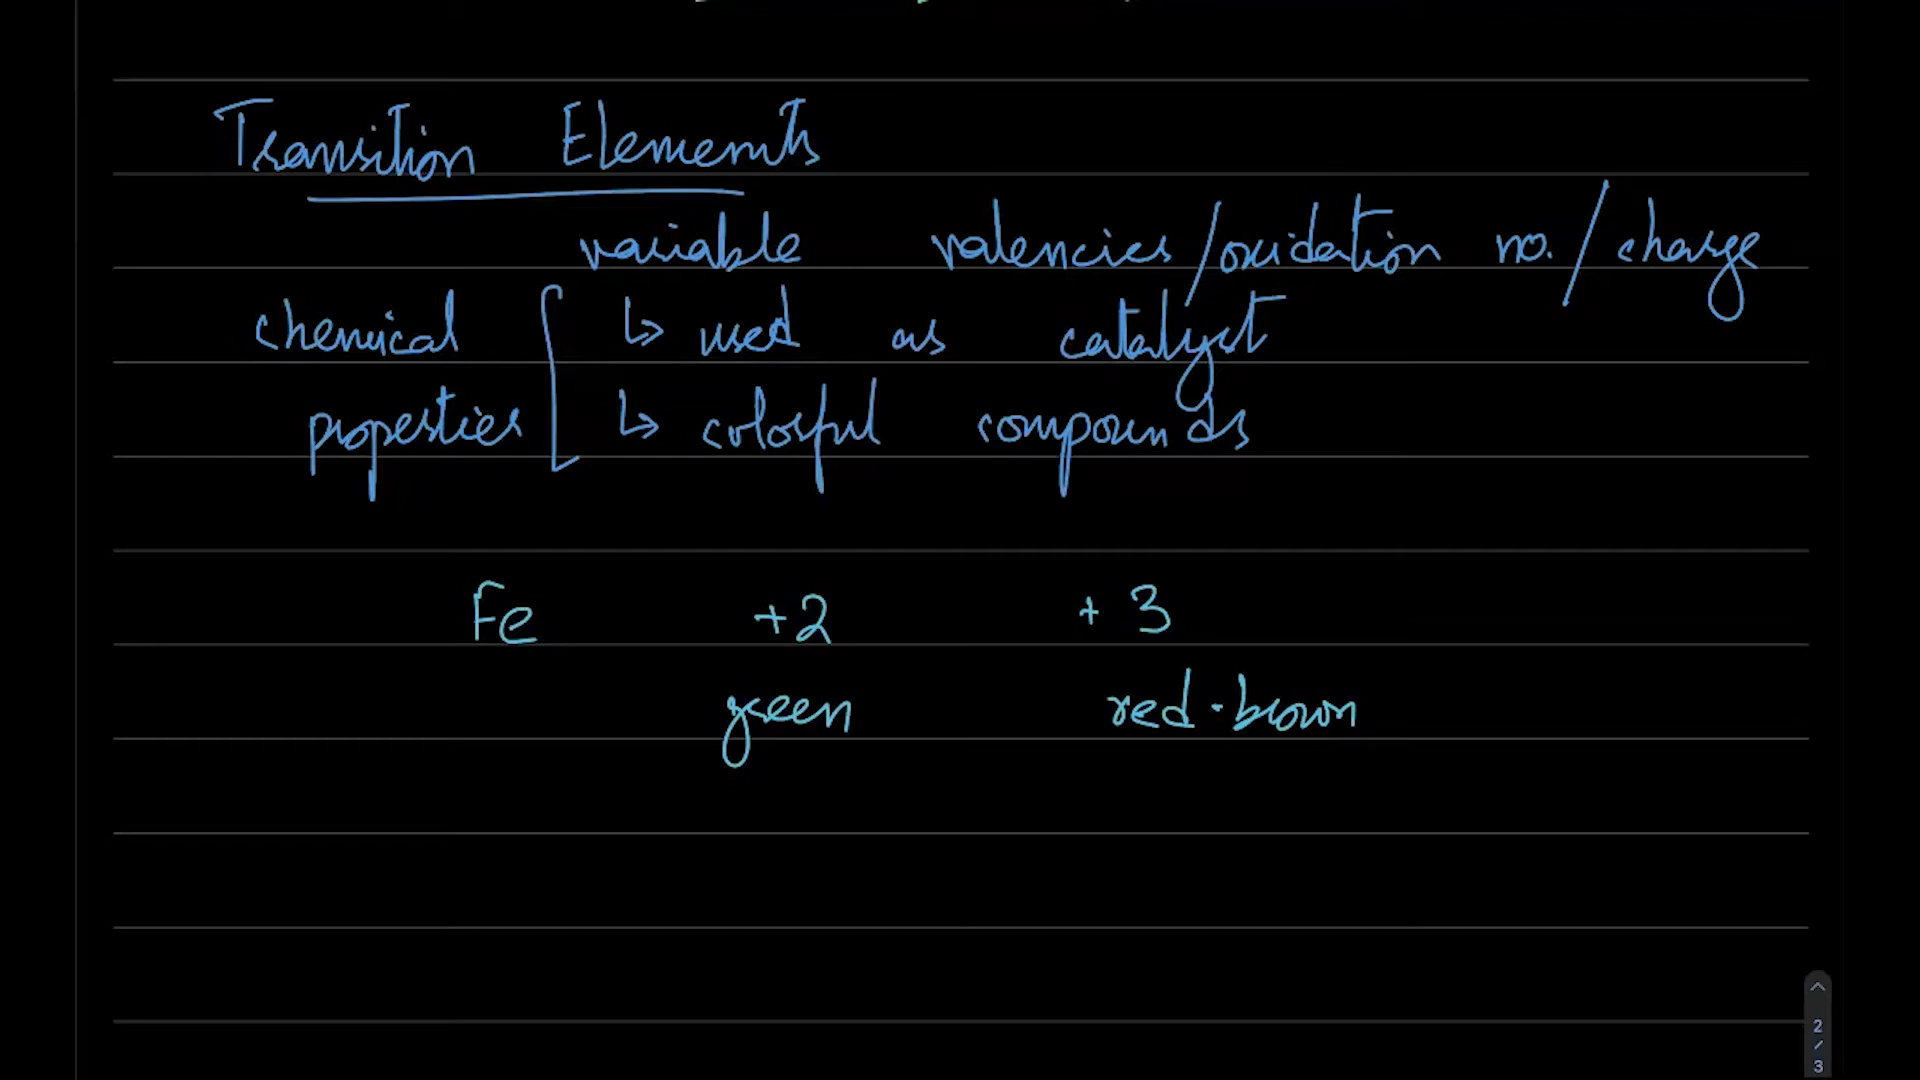 Transition Elements
variable valencies/oxidation no./charge
chemical ↳ used as catalyst
properties ↳ colorful compounds
Fe +2 +3
green red-brown
2
/
3